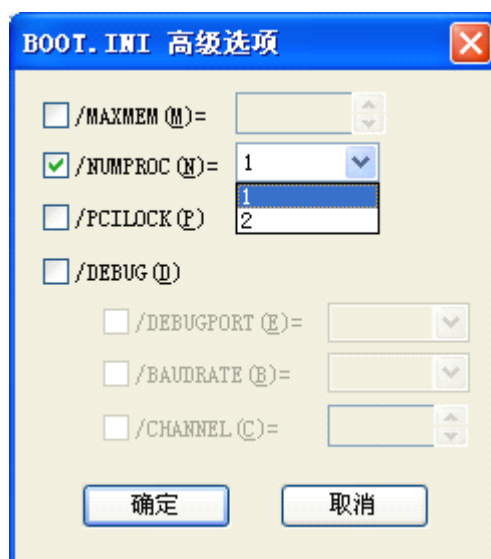 BOOT.INI 高级选项
/MAXMEM(M)=
/NUMPROC(N)= 1
1
/PCILOCK(P) 2
/DEBUG(D)
/DEBUGPORT(E)=
/BAUDRATE(B)=
/CHANNEL(C)=
确定 取消